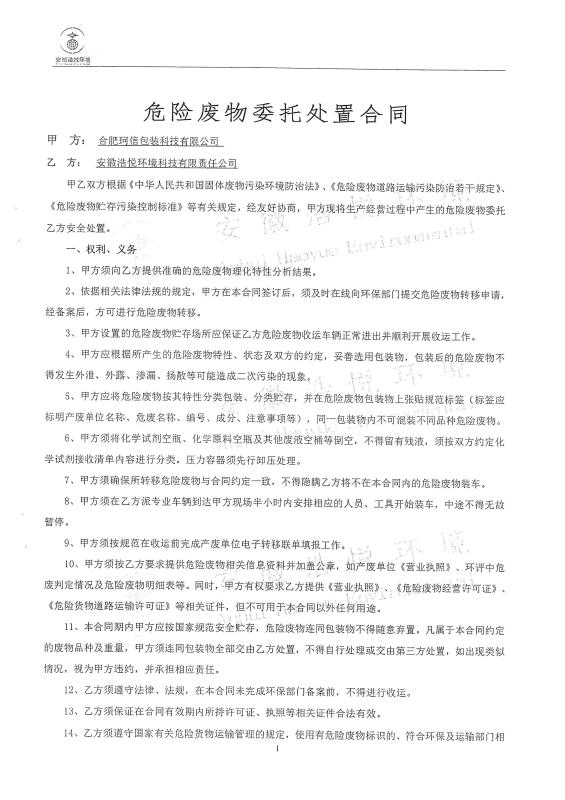 安徽浩悦环境
危险废物委托处置合同
甲 方：合肥珂信包装科技有限公司
乙 方：安徽浩悦环境科技有限责任公司
甲乙双方根据《中华人民共和国固体废物污染环境防治法》、《危险废物道路运输污染防治若干规定》、
《危险废物贮存污染控制标准》等有关规定，经友好协商，甲方现将生产经营过程中产生的危险废物委托
乙方安全处置。
一、权利、义务
1、甲方须向乙方提供准确的危险废物理化特性分析结果。
2、依据相关法律法规的规定，甲方在本合同签订后，须及时在线向环保部门提交危险废物转移申请，
经备案后，方可进行危险废物转移。
3、甲方设置的危险废物贮存场所应保证乙方危险废物收运车辆正常进出并顺利开展收运工作。
4、甲方应根据所产生的危险废物特性、状态及双方的约定，妥善选用包装物，包装后的危险废物不
得发生外泄、外露、渗漏、扬散等可能造成二次污染的现象。
5、甲方应将危险废物按其特性分类包装、分类贮存，并在危险废物包装物上张贴规范标签（标签应
标明产废单位名称、危废名称、编号、成分、注意事项等），同一包装物内不可混装不同品种危险废物。
6、甲方须将化学试剂空瓶、化学原料空瓶及其他废液空桶等倒空，不得留有残液，须按双方约定化
学试剂接收清单内容进行分类。压力容器须先行卸压处理。
7、甲方须确保所转移危险废物与合同约定一致，不得隐瞒乙方将不在本合同内的危险废物装车。
8、甲方须在乙方派专业车辆到达甲方现场半小时内安排相应的人员、工具开始装车，中途不得无故
暂停。
9、甲方须按规范在收运前完成产废单位电子转移联单填报工作。
10、甲方须按乙方要求提供危险废物相关信息资料并加盖公章，如产废单位《营业执照》、环评中危
废判定情况及危险废物明细表等。同时，甲方有权要求乙方提供《营业执照》、《危险废物经营许可证》、
《危险货物道路运输许可证》等相关证件，但不可用于本合同以外任何用途。
11、本合同期内甲方应按国家规范安全贮存，危险废物连同包装物不得随意弃置。凡属于本合同约定
的废物品种及重量，甲方须连同包装物全部交由乙方处置，不得自行处理或交由第三方处置，如出现类似
情况，视为甲方违约，并承担相应责任。
12、乙方须遵守法律、法规，在本合同未完成环保部门备案前，不得进行收运。
13、乙方须保证在合同有效期内所持许可证、执照等相关证件合法有效。
14、乙方须遵守国家有关危险货物运输管理的规定，使用有危险废物标识的、符合环保及运输部门相
1
安徽浩悦环境
Anhui Haoyue Environmental
安徽浩悦环境
安徽浩悦环境
Anhui Haoyue Environmental